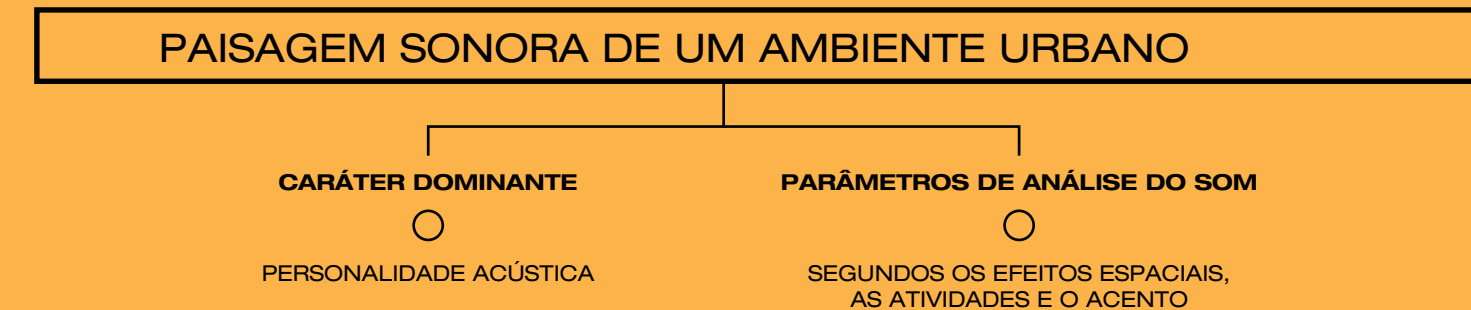 PAISAGEM SONORA DE UM AMBIENTE URBANO
CARÁTER DOMINANTE
PERSONALIDADE ACÚSTICA
PARÂMETROS DE ANÁLISE DO SOM
SEGUNDOS OS EFEITOS ESPACIAIS,
AS ATIVIDADES E O ACENTO